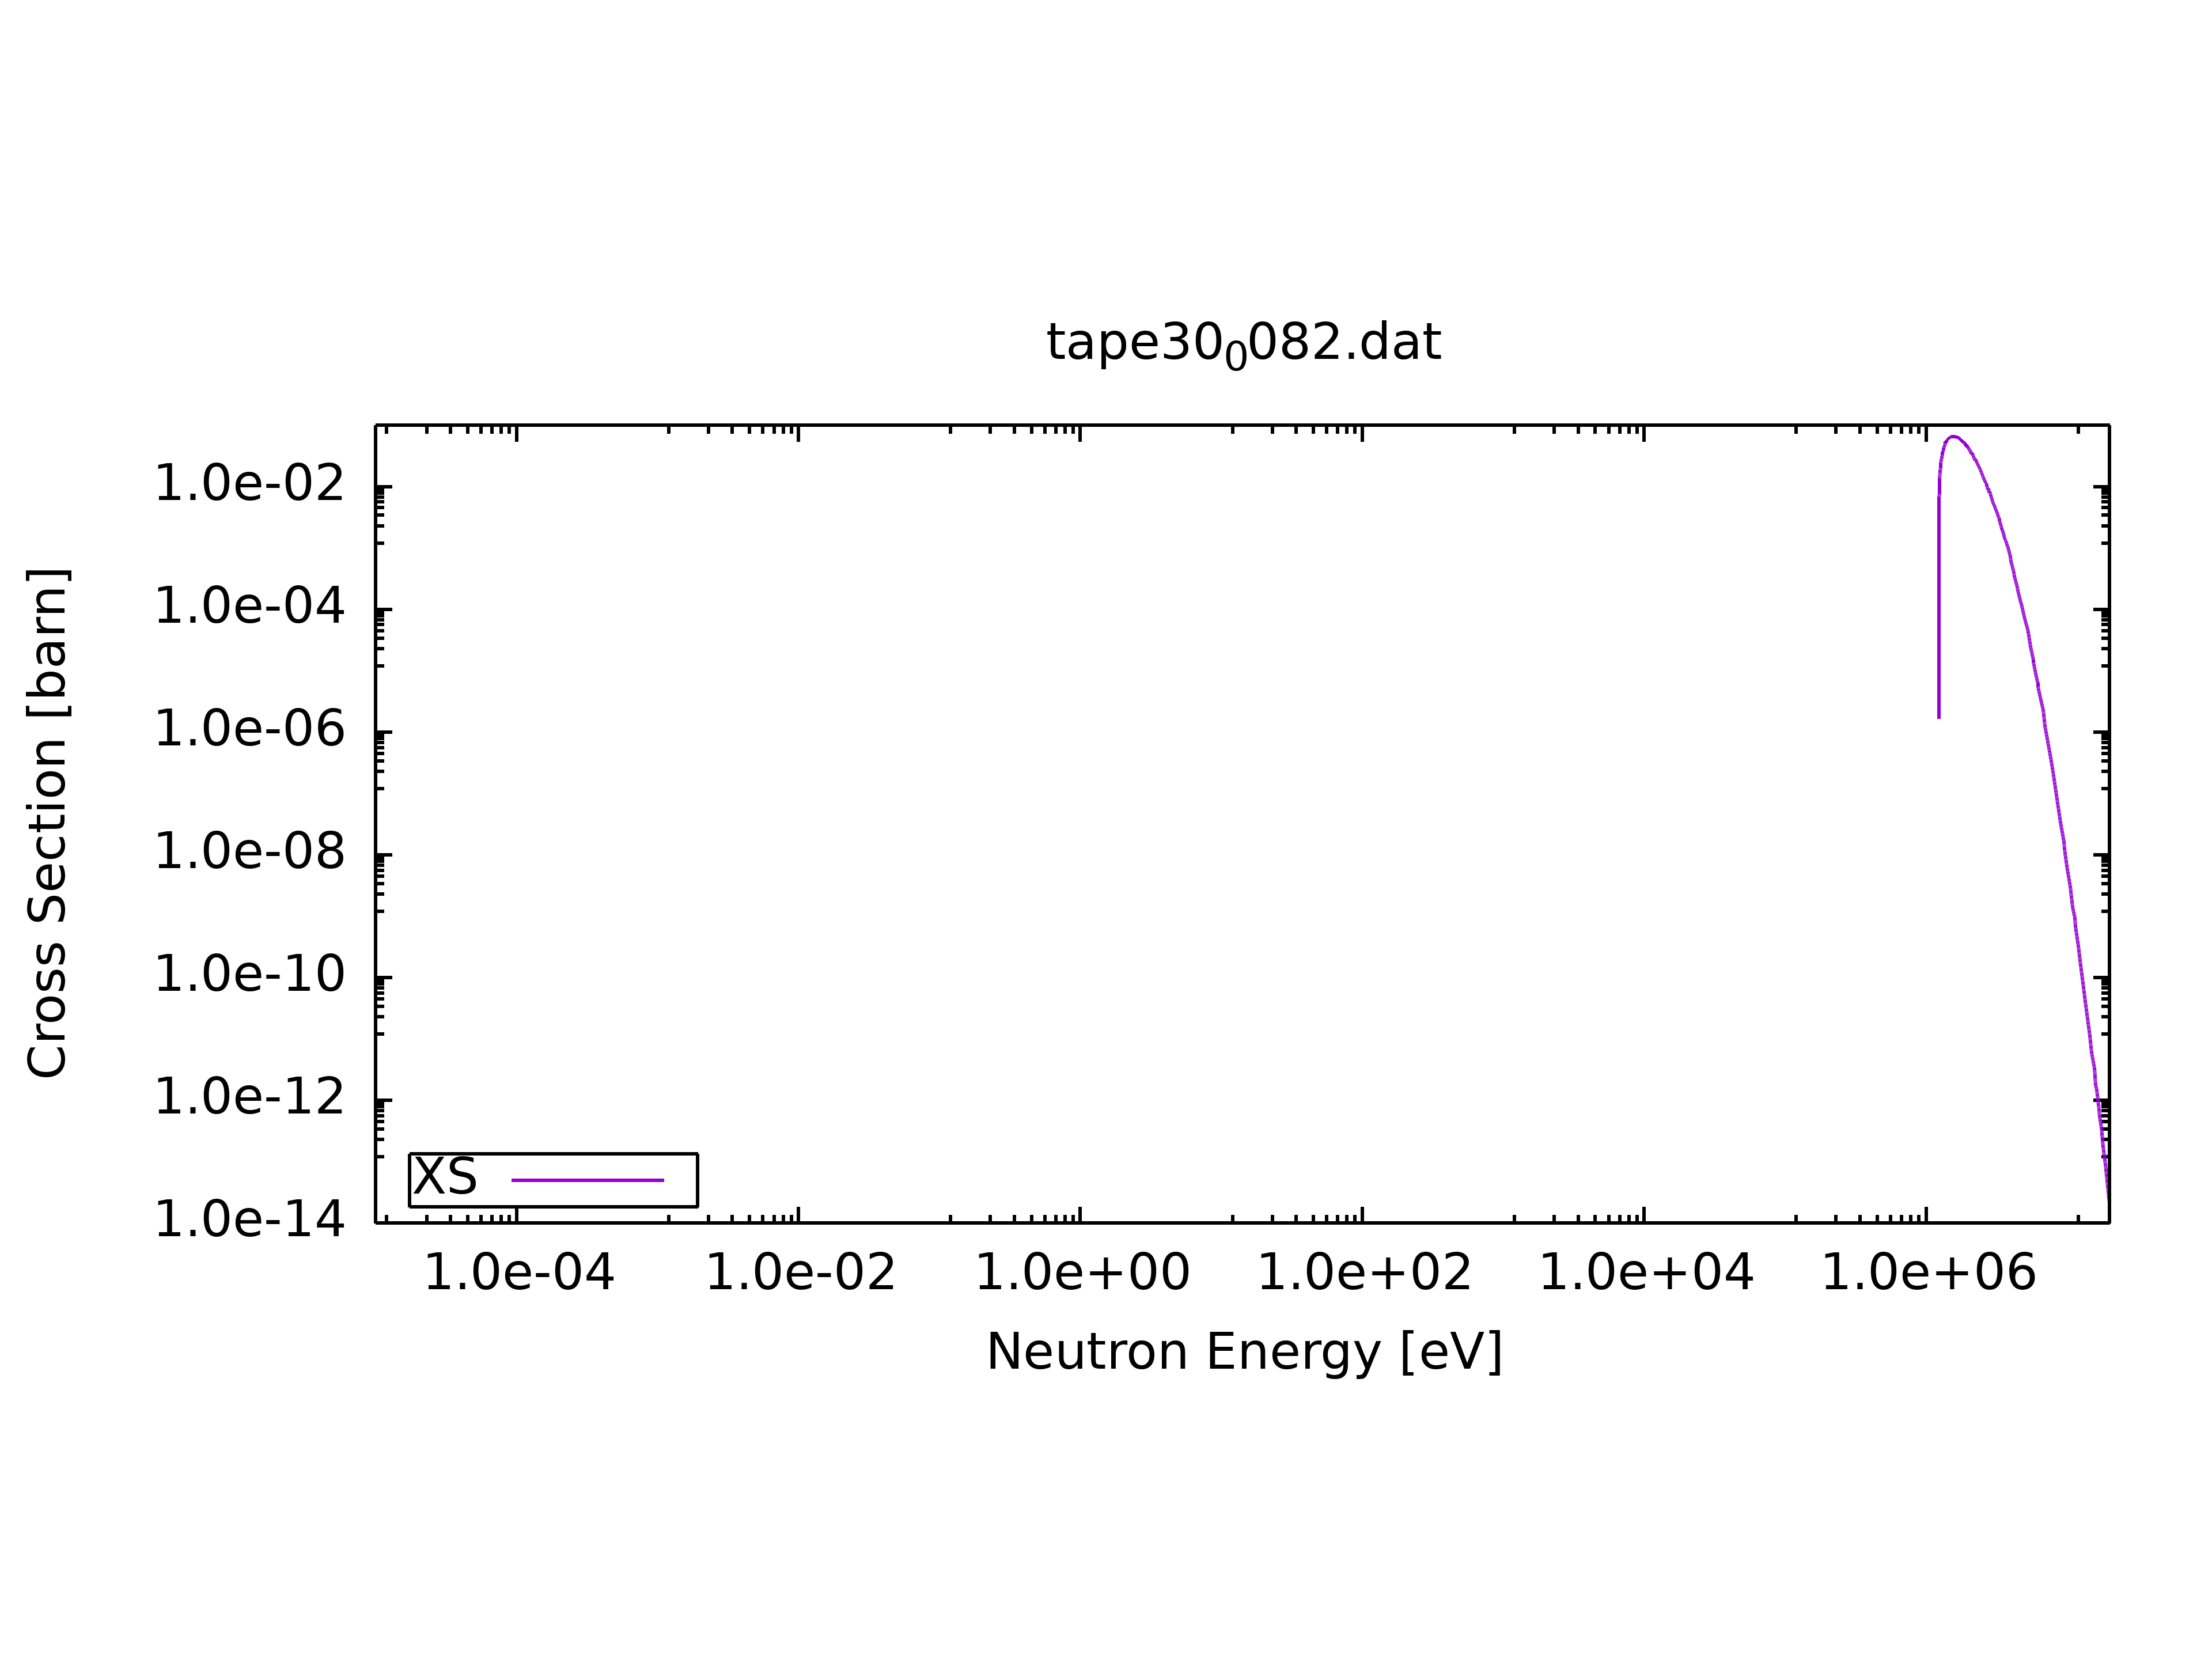 tape30₀082.dat
Cross Section [barn]
1.0e-02
1.0e-04
1.0e-06
1.0e-08
1.0e-10
1.0e-12
1.0e-14
XS
1.0e-04 1.0e-02 1.0e+00 1.0e+02 1.0e+04 1.0e+06
Neutron Energy [eV]